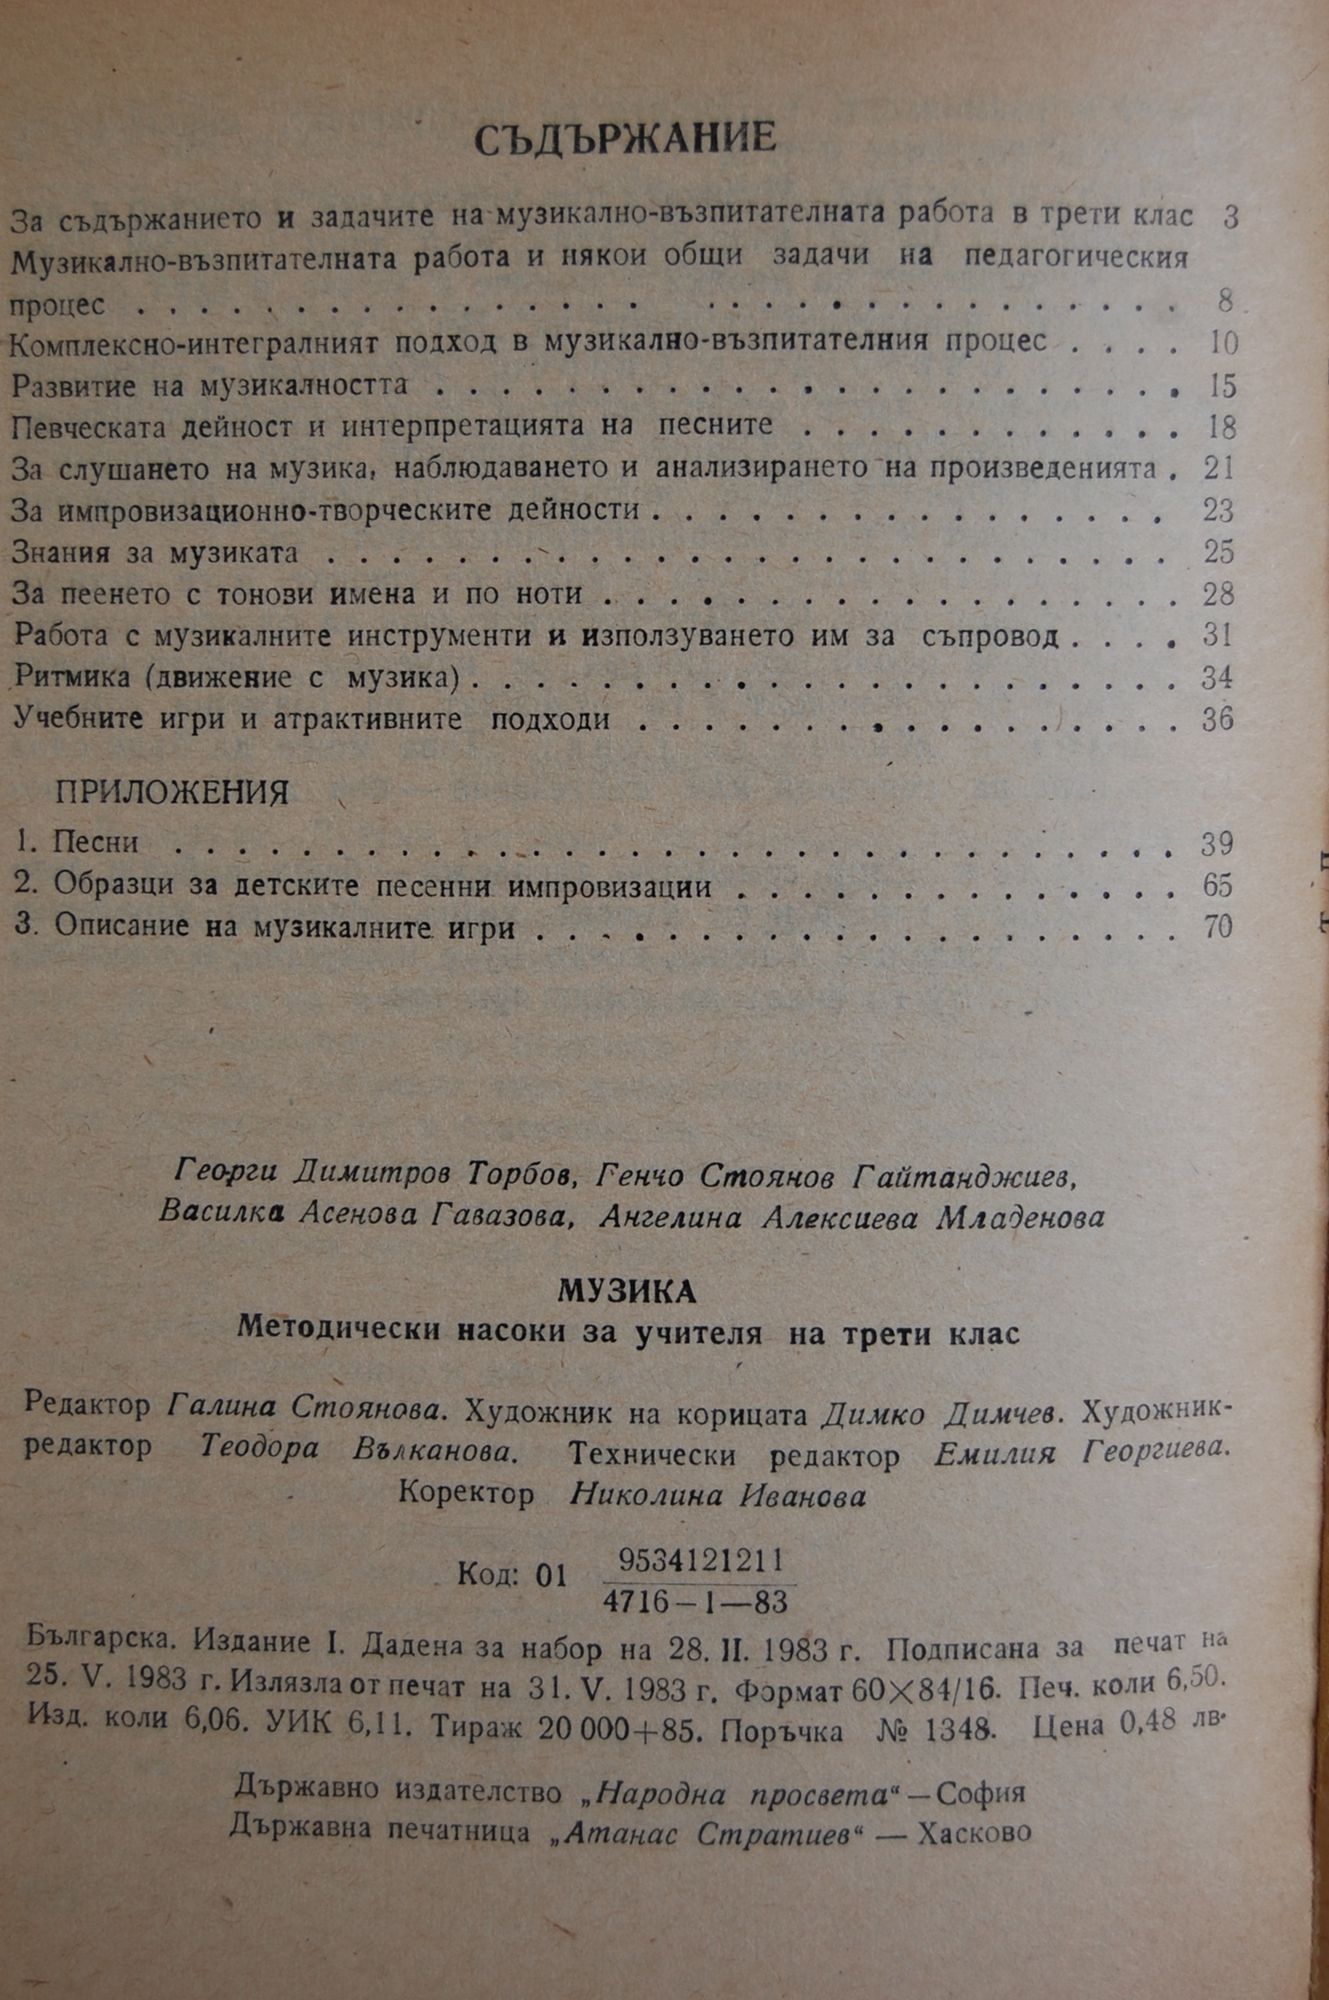 СЪДЪРЖАНИЕ
За съдържанието и задачите на музикално-възпитателната работа в трети клас 3
Музикално-възпитателната работа и някои общи задачи на педагогическия
процес . . . . . . . . . . . . . . . . . . . . . . . . . . . . . . 8
Комплексно-интегралният подход в музикално-възпитателния процес . . . . 10
Развитие на музикалността . . . . . . . . . . . . . . . . . . . . . . . 15
Певческата дейност и интерпретацията на песните . . . . . . . . . . . . 18
За слушането на музика, наблюдаването и анализирането на произведенията . 21
За импровизационно-творческите дейности . . . . . . . . . . . . . . . . 23
Знания за музиката . . . . . . . . . . . . . . . . . . . . . . . . . . 25
За пеенето с тонови имена и по ноти . . . . . . . . . . . . . . . . . . 28
Работа с музикалните инструменти и използуването им за съпровод . . . . 31
Ритмика (движение с музика) . . . . . . . . . . . . . . . . . . . . . . 34
Учебните игри и атрактивните подходи . . . . . . . . . . . . . . . . . 36
ПРИЛОЖЕНИЯ
1. Песни . . . . . . . . . . . . . . . . . . . . . . . . . . . . . . . 39
2. Образци за детските песенни импровизации . . . . . . . . . . . . . . 65
3. Описание на музикалните игри . . . . . . . . . . . . . . . . . . . . 70
Георги Димитров Торбов, Генчо Стоянов Гайтанджиев,
Василка Асенова Гавазова, Ангелина Алексиева Младенова
МУЗИКА
Методически насоки за учителя на трети клас
Редактор Галина Стоянова. Художник на корицата Димко Димчев. Художник-
редактор Теодора Вълканова. Технически редактор Емилия Георгиева.
Коректор Николина Иванова
Код: 01 9534121211
4716—1—83
Българска. Издание I. Дадена за набор на 28. II. 1983 г. Подписана за печат на
25. V. 1983 г. Излязла от печат на 31. V. 1983 г. Формат 60×84/16. Печ. коли 6,50.
Изд. коли 6,06. УИК 6,11. Тираж 20 000+85. Поръчка № 1348. Цена 0,48 лв.
Държавно издателство „Народна просвета“ — София
Държавна печатница „Атанас Стратиев“ — Хасково